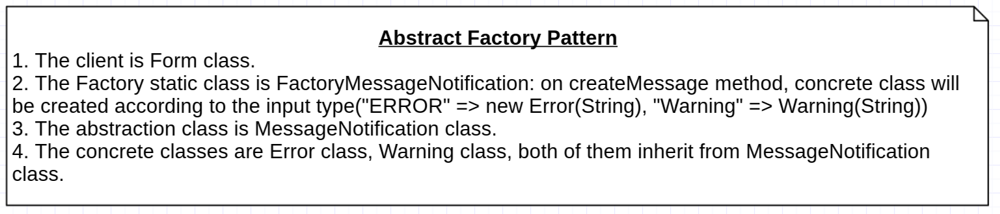 Abstract Factory Pattern
1. The client is Form class.
2. The Factory static class is FactoryMessageNotification: on createMessage method, concrete class will
be created according to the input type("ERROR" => new Error(String), "Warning" => Warning(String))
3. The abstraction class is MessageNotification class.
4. The concrete classes are Error class, Warning class, both of them inherit from MessageNotification
class.